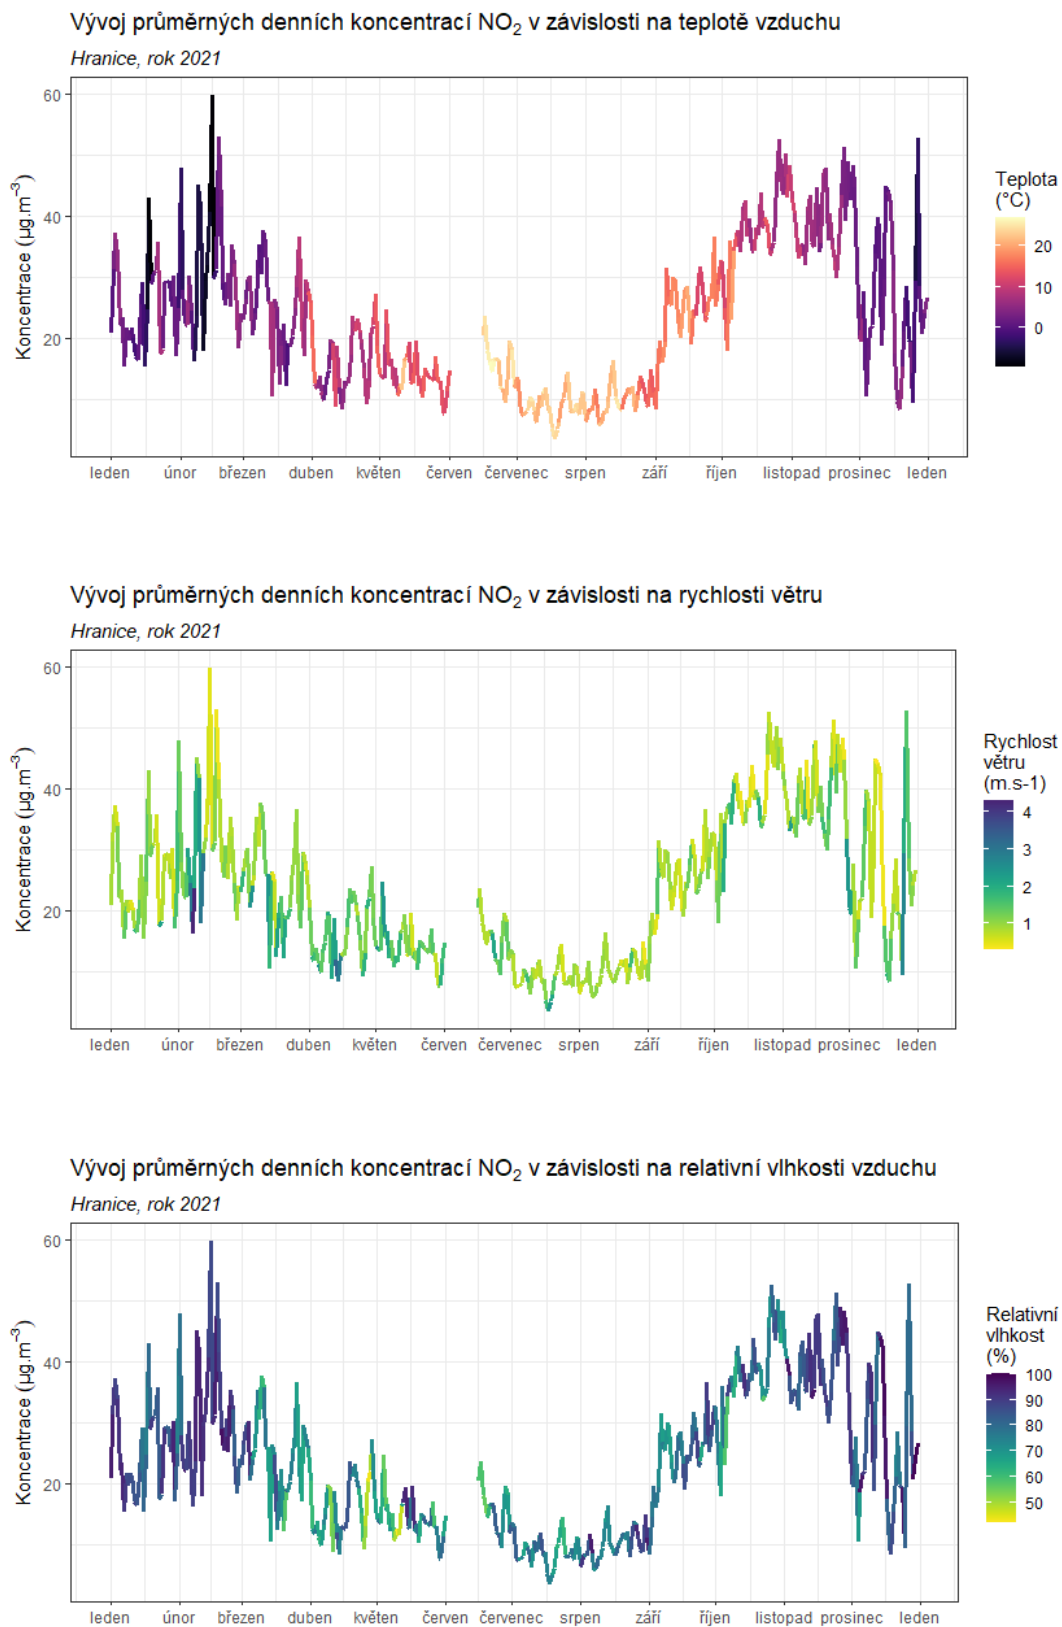 Vývoj průměrných denních koncentrací NO₂ v závislosti na teplotě vzduchu
Hranice, rok 2021
Koncentrace (μg.m⁻³)
60
40
20
leden únor březen duben květen červen červenec srpen září říjen listopad prosinec leden
Teplota
(°C)
20
10
0
Vývoj průměrných denních koncentrací NO₂ v závislosti na rychlosti větru
Hranice, rok 2021
Koncentrace (μg.m⁻³)
60
40
20
leden únor březen duben květen červen červenec srpen září říjen listopad prosinec leden
Rychlost
větru
(m.s-1)
4
3
2
1
Vývoj průměrných denních koncentrací NO₂ v závislosti na relativní vlhkosti vzduchu
Hranice, rok 2021
Koncentrace (μg.m⁻³)
60
40
20
leden únor březen duben květen červen červenec srpen září říjen listopad prosinec leden
Relativní
vlhkost
(%)
100
90
80
70
60
50